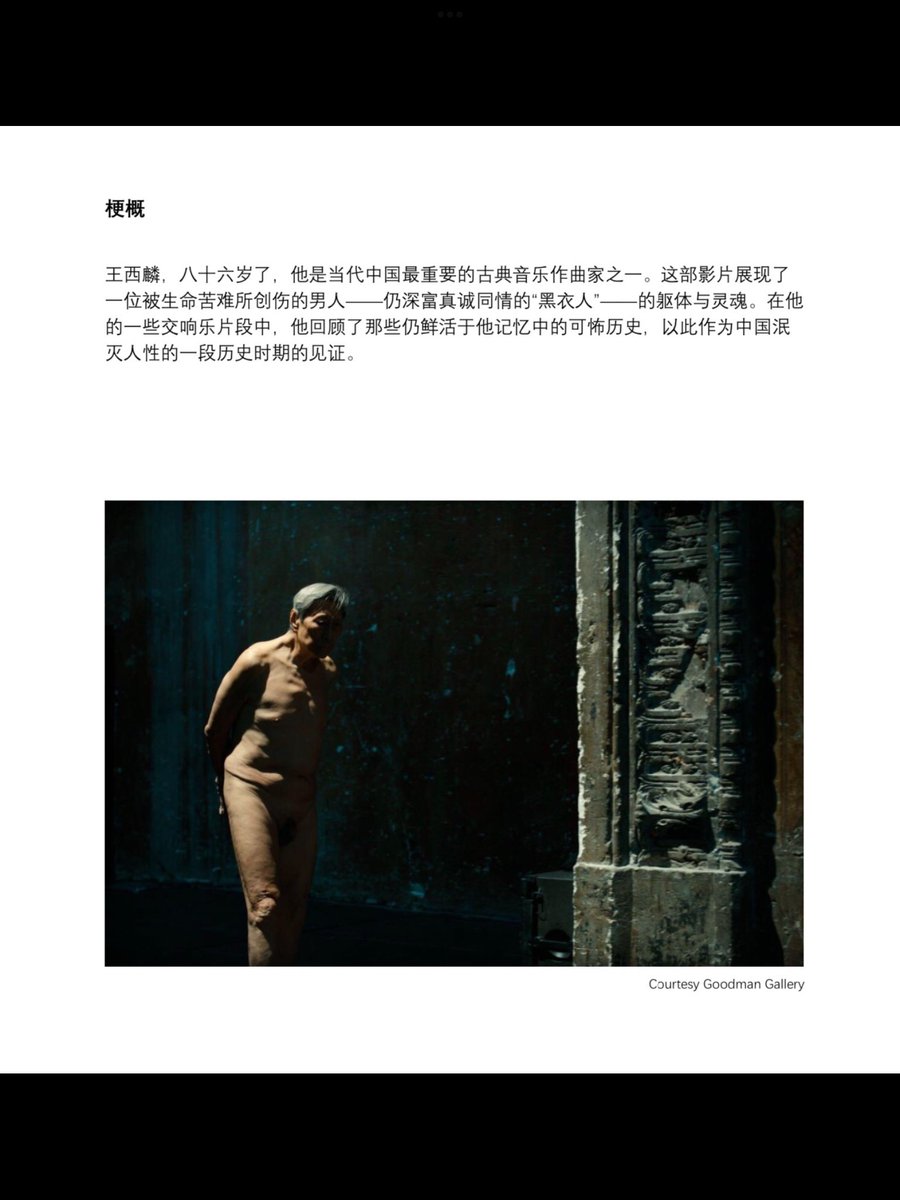 梗概
王西麟，八十六岁了，他是当代中国最重要的古典音乐作曲家之一。这部影片展现了
一位被生命苦难所创伤的男人——仍深富真诚同情的“黑衣人”——的躯体与灵魂。在他
的一些交响乐片段中，他回顾了那些仍鲜活于他记忆中的可怖历史，以此作为中国泯
灭人性的一段历史时期的见证。
Courtesy Goodman Gallery